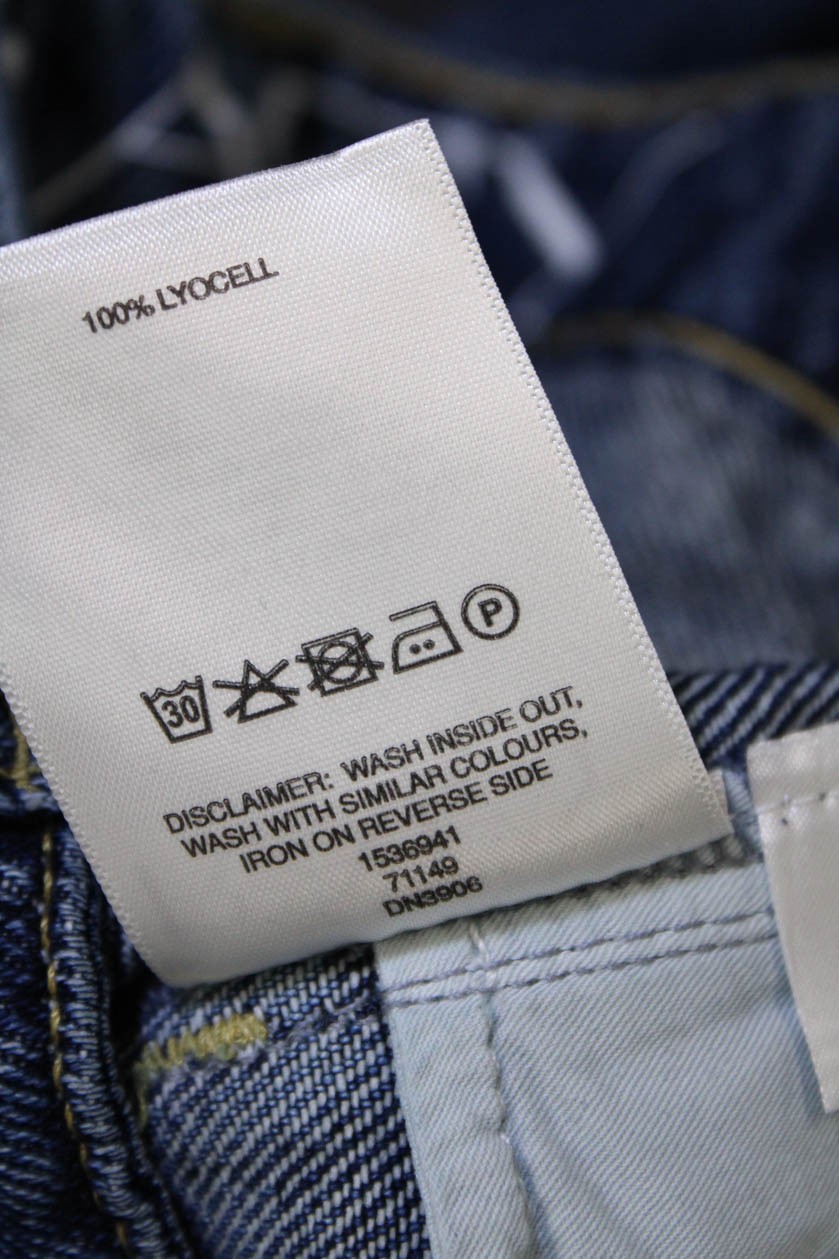 100% LYOCELL
30 P
DISCLAIMER: WASH INSIDE OUT,
WASH WITH SIMILAR COLOURS,
IRON ON REVERSE SIDE
1536941
71149
DN3906